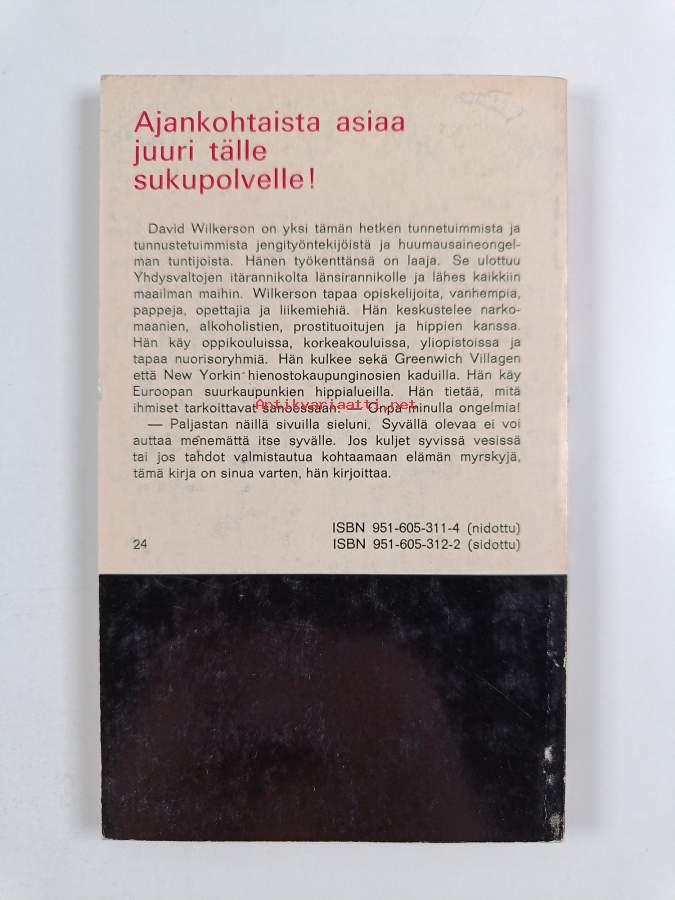 Ajankohtaista asiaa
juuri tälle
sukupolvelle!
David Wilkerson on yksi tämän hetken tunnetuimmista ja
tunnustetuimmista jengityöntekijöistä ja huumausaineongel-
man tuntijoista. Hänen työkenttänsä on laaja. Se ulottuu
Yhdysvaltojen itärannikolta länsirannikolle ja lähes kaikkiin
maailman maihin. Wilkerson tapaa opiskelijoita, vanhempia,
pappeja, opettajia ja liikemiehiä. Hän keskustelee narko-
maanien, alkoholistien, prostituoitujen ja hippien kanssa.
Hän käy oppikouluissa, korkeakouluissa, yliopistoissa ja
tapaa nuorisoryhmiä. Hän kulkee sekä Greenwich Villagen
että New Yorkin hienostokaupunginosien kaduilla. Hän käy
Euroopan suurkaupunkien hippialueilla. Hän tietää, mitä
ihmiset tarkoittavat sanoessaan: — Onpa minulla ongelmia!
Antikvariaatti.net
— Paljastan näillä sivuilla sieluni. Syvällä olevaa ei voi
auttaa menemättä itse syvälle. Jos kuljet syvissä vesissä
tai jos tahdot valmistautua kohtaamaan elämän myrskyjä,
tämä kirja on sinua varten, hän kirjoittaa.
ISBN 951-605-311-4 (nidottu)
24 ISBN 951-605-312-2 (sidottu)